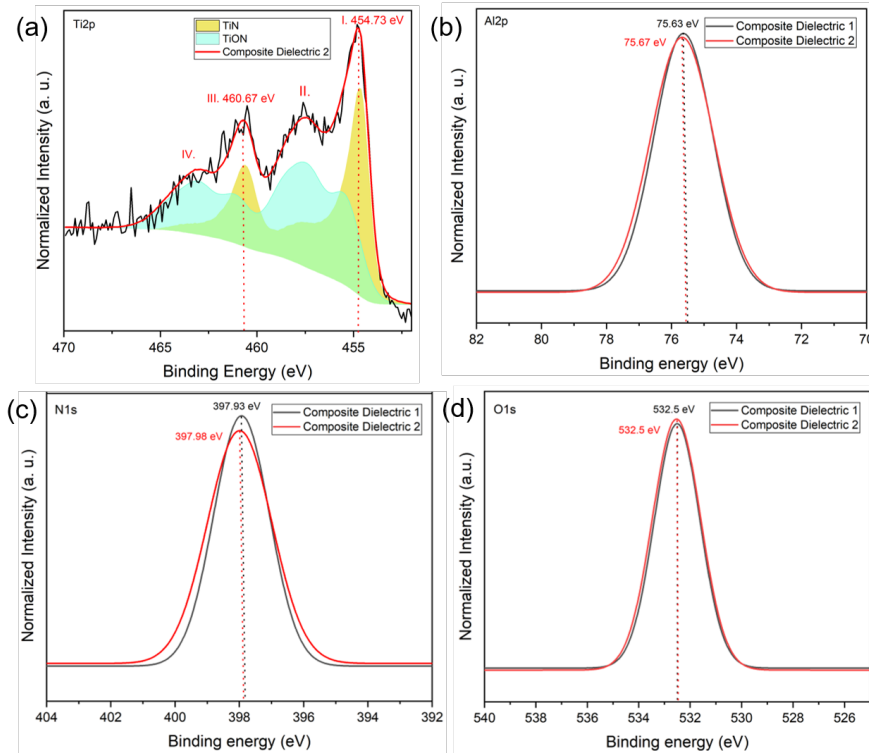 (a)
Ti2p
I. 454.73 eV
TiN
TiON
Composite Dielectric 2
III. 460.67 eV
II.
IV.
Normalized Intensity (a. u.)
470
465
460
455
Binding Energy (eV)
(b)
Al2p
75.63 eV
75.67 eV
Composite Dielectric 1
Composite Dielectric 2
Normalized Intensity (a. u.)
82
80
78
76
74
72
70
Binding energy (eV)
(c)
N1s
397.93 eV
397.98 eV
Composite Dielectric 1
Composite Dielectric 2
Normalized Intensity (a. u.)
404
402
400
398
396
394
392
Binding energy (eV)
(d)
O1s
532.5 eV
532.5 eV
Composite Dielectric 1
Composite Dielectric 2
Normalized Intensity (a. u.)
540
538
536
534
532
530
528
526
Binding energy (eV)